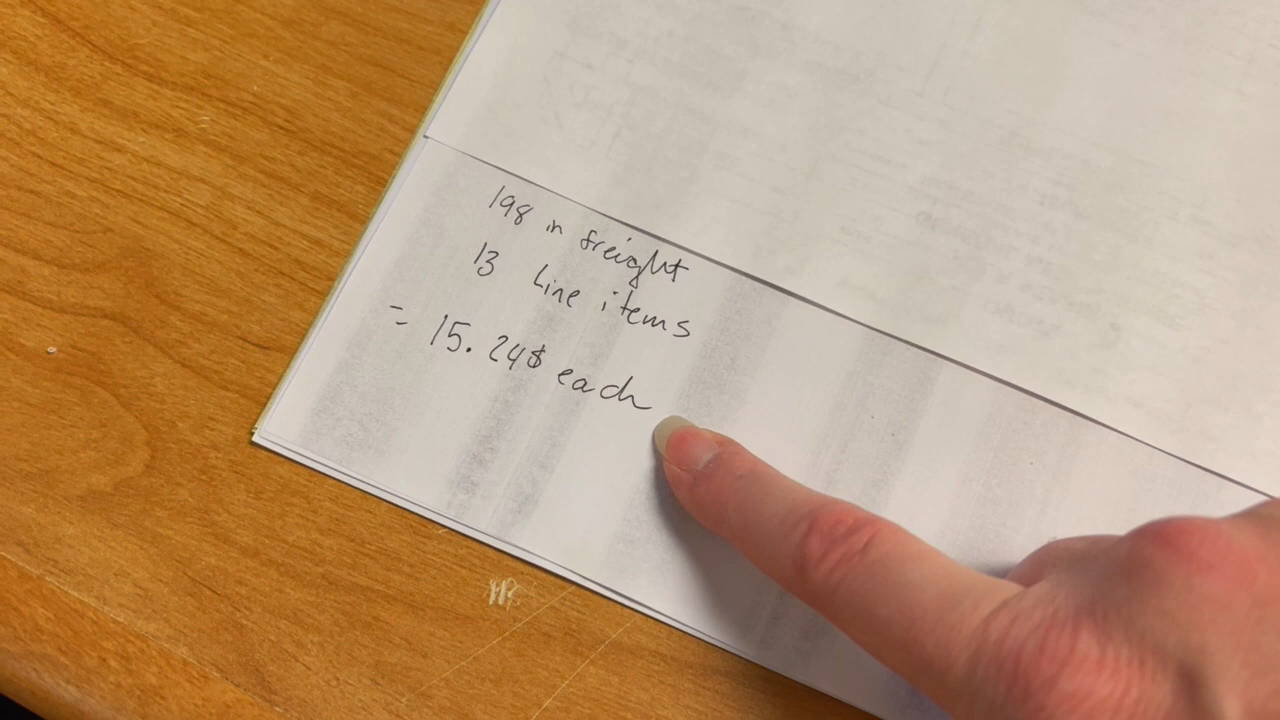 198 in freight
13 Line items
= 15.24$ each